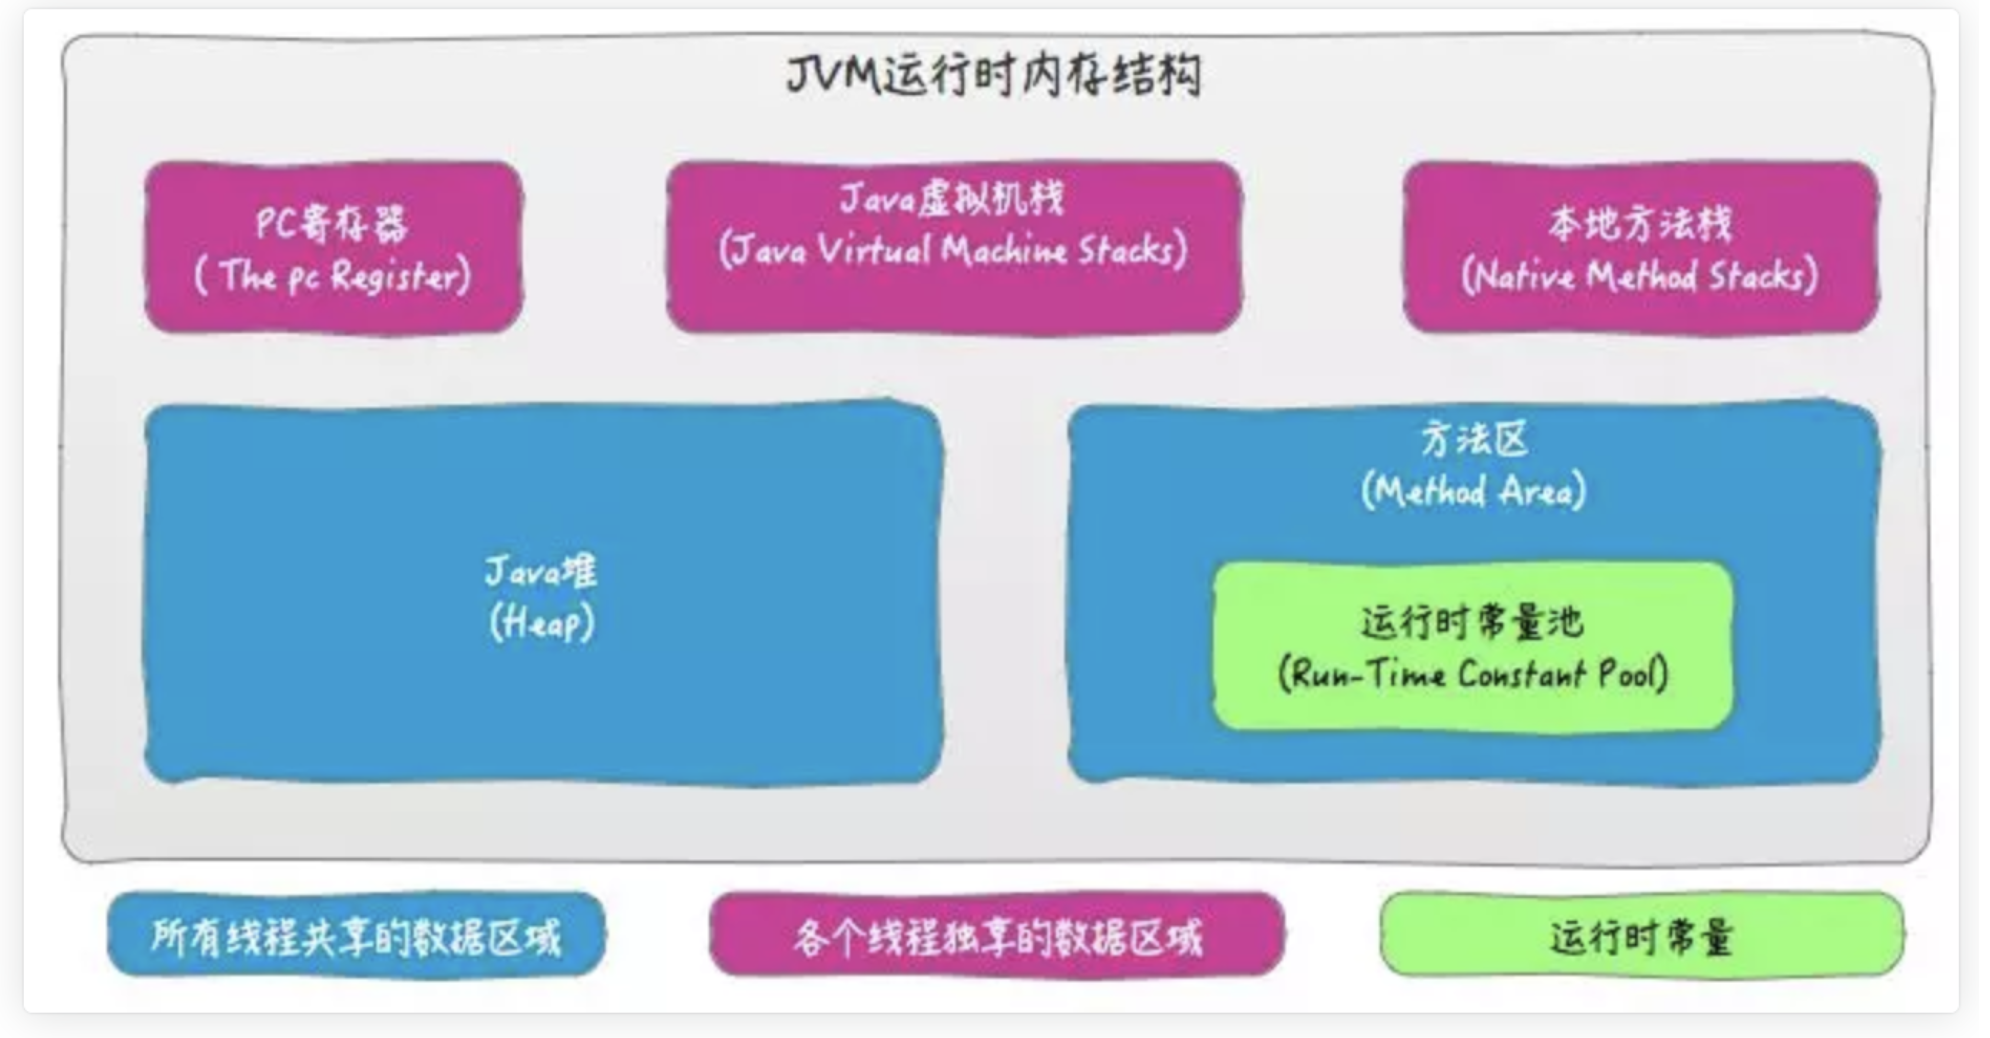 JVM运行时内存结构
PC寄存器
( The pc Register)
Java虚拟机栈
(Java Virtual Machine Stacks)
本地方法栈
(Native Method Stacks)
Java堆
(Heap)
方法区
(Method Area)
运行时常量池
(Run-Time Constant Pool)
所有线程共享的数据区域
各个线程独享的数据区域
运行时常量